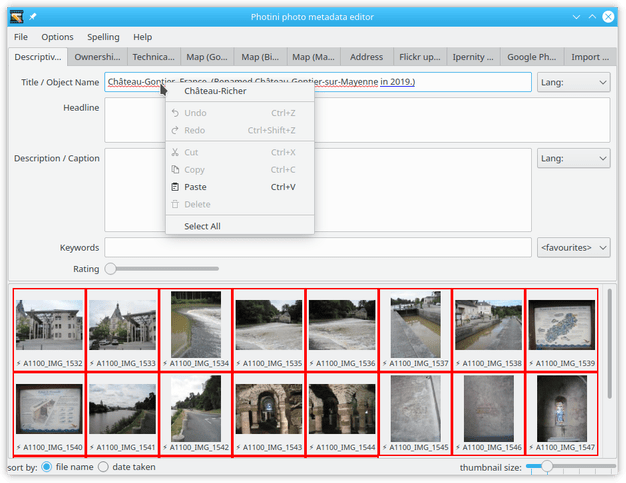 Photini photo metadata editor
File Options Spelling Help
Descriptiv... Ownershi... Technica... Map (Go... Map (Bi... Map (Ma... Address Flickr up... Ipernity ... Google Ph... Import ...
Title / Object Name Château-Gontier, France. (Renamed Château-Gontier-sur-Mayenne in 2019.) Lang:
Château-Richer
Headline
Undo Ctrl+Z
Redo Ctrl+Shift+Z
Cut Ctrl+X
Description / Caption Lang:
Copy Ctrl+C
Paste Ctrl+V
Delete
Select All
Keywords <favourites>
Rating
A1100_IMG_1532 A1100_IMG_1533 A1100_IMG_1534 A1100_IMG_1535 A1100_IMG_1536 A1100_IMG_1537 A1100_IMG_1538 A1100_IMG_1539
A1100_IMG_1540 A1100_IMG_1541 A1100_IMG_1542 A1100_IMG_1543 A1100_IMG_1544 A1100_IMG_1545 A1100_IMG_1546 A1100_IMG_1547
sort by: file name date taken thumbnail size: